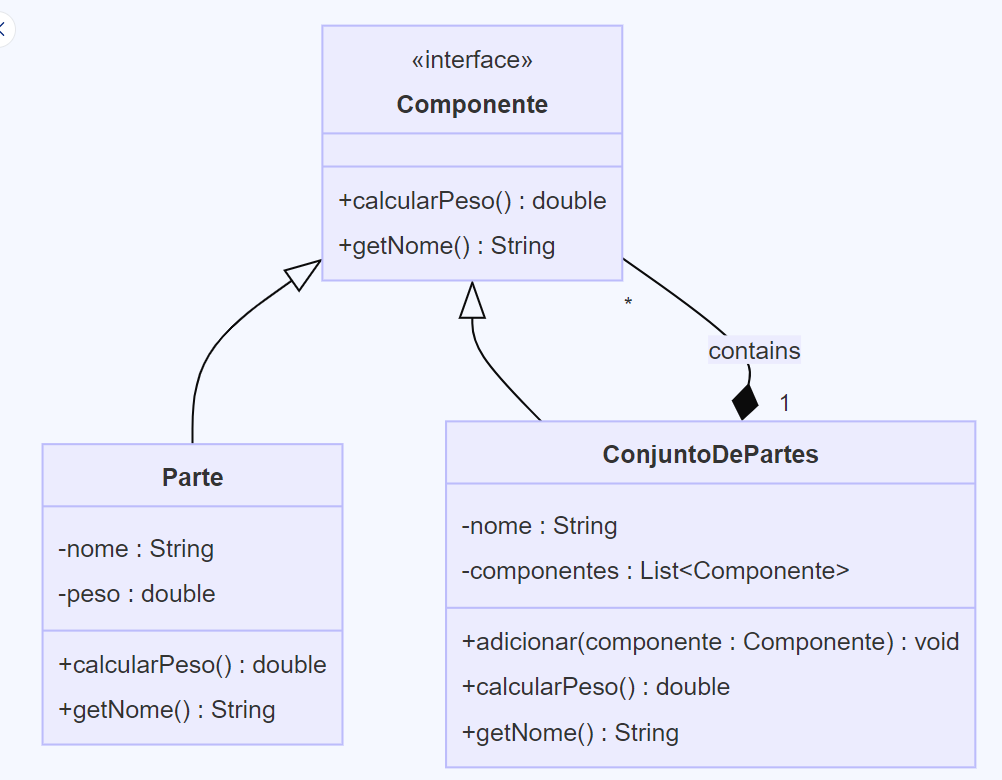 «interface»
Componente
+calcularPeso() : double
+getNome() : String
*
contains
1
Parte
-nome : String
-peso : double
+calcularPeso() : double
+getNome() : String
ConjuntoDePartes
-nome : String
-componentes : List<Componente>
+adicionar(componente : Componente) : void
+calcularPeso() : double
+getNome() : String